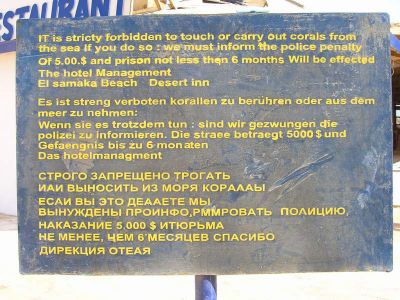 ESTAURANT
IT is stricty forbidden to touch or carry out corals from
the sea If you do so : we must inform the police penalty
Of 5.00.$ and prison not less then 6 months Will be effected
The hotel Management
El samaka Beach Desert inn
Es ist streng verboten korallen zu berühren oder aus dem
meer zu nehmen:
Wenn sie es trotzdem tun : sind wir gezwungen die
polizei zu informieren. Die straee betraegt 5000 $ und
Gefaengnis bis zu 6 monaten
Das hotelmanagment
СТРОГО ЗАПРЕЩЕНО ТРОГАТЬ
ИАИ ВЫНОСИТЬ ИЗ МОРЯ КОРАААЫ
ЕСАИ ВЫ ЭТО ДЕАAЕТЕ МЫ
ВЫНУЖДЕНЫ ПРОИНФО,РММРОВАТЬ ПОЛИЦИЮ,
НАКАЗАНИЕ 5.000 $ ИТЮРЬМА
НЕ МЕНЕЕ, ЧЕМ 6 МЕСЯЦЕВ СПАСИБО
ДИРЕКЦИЯ ОТЕАЯ